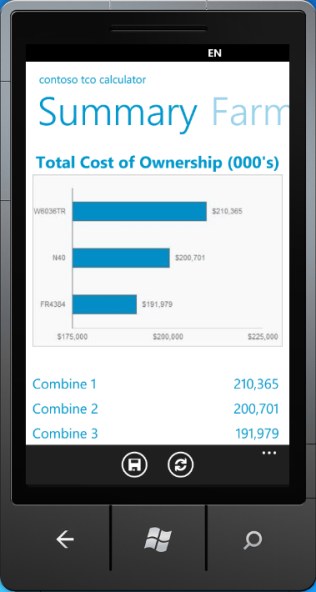 EN
contoso tco calculator
Summary Farm
Total Cost of Ownership (000's)
W6036TR $210,365
N40 $200,701
FR4384 $191,979
$175,000 $200,000 $225,000
Combine 1 210,365
Combine 2 200,701
Combine 3 191,979
...